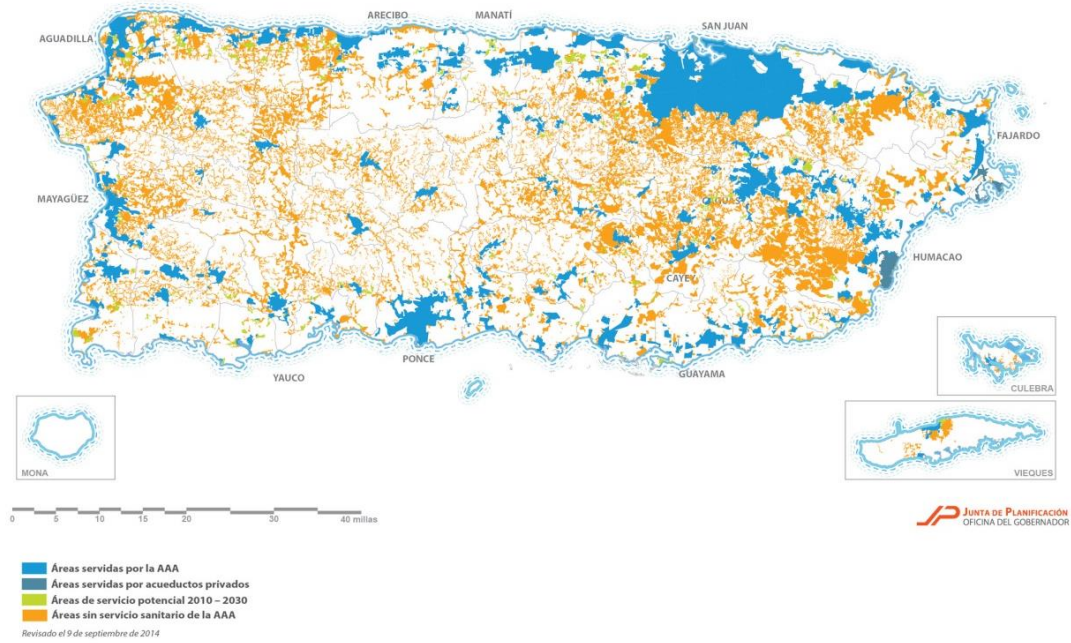 ARECIBO
MANATÍ
SAN JUAN
AGUADILLA
FAJARDO
MAYAGÜEZ
CAGUAS
HUMACAO
CAYEY
PONCE
GUAYAMA
YAUCO
CULEBRA
MONA
VIEQUES
0 5 10 15 20 30 40 millas
JUNTA DE PLANIFICACIÓN
OFICINA DEL GOBERNADOR
Áreas servidas por la AAA
Áreas servidas por acueductos privados
Áreas de servicio potencial 2010 – 2030
Áreas sin servicio sanitario de la AAA
Revisado el 9 de septiembre de 2014